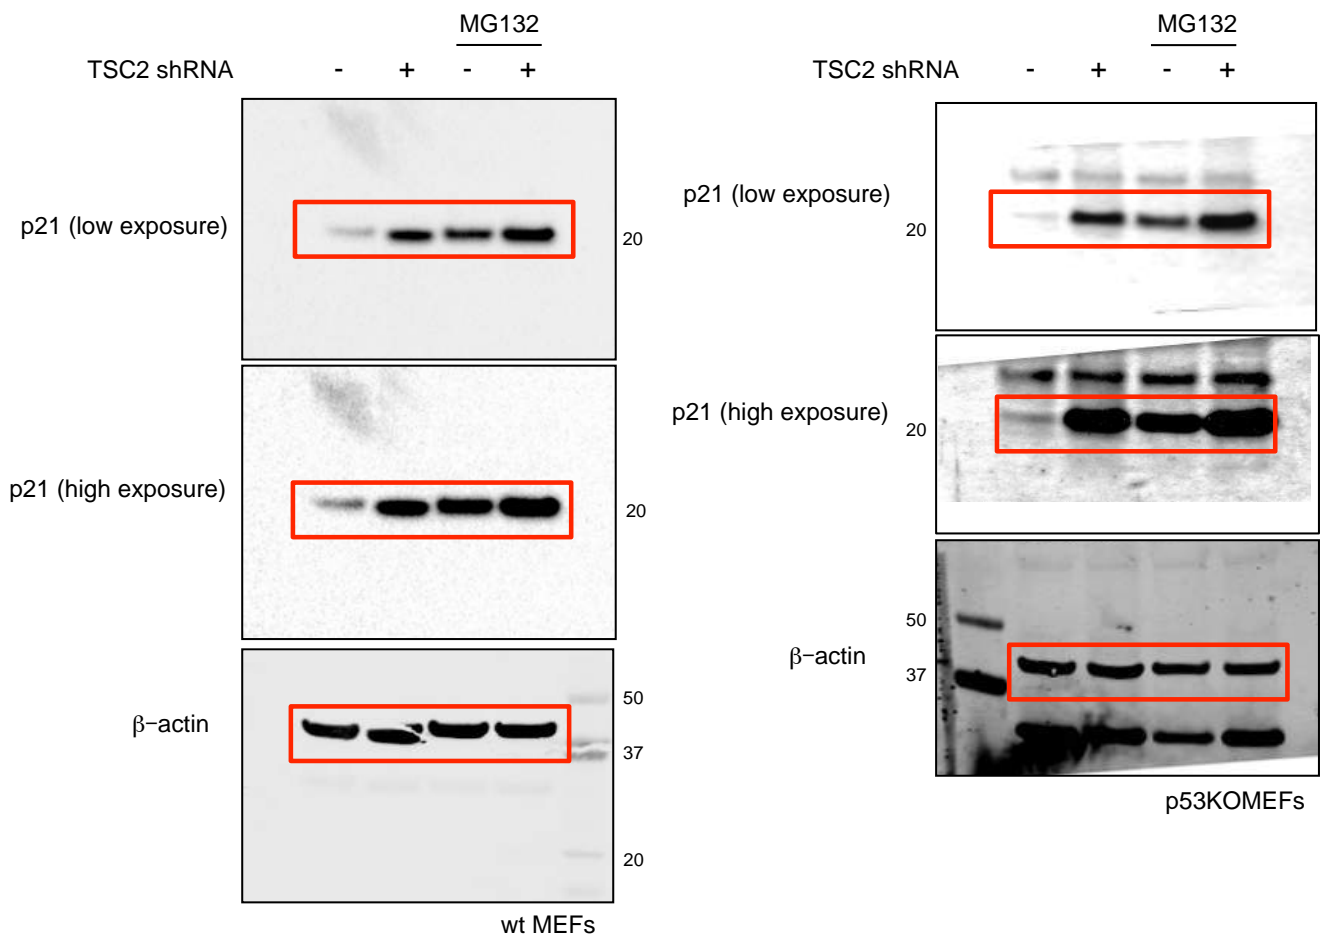 MG132
TSC2 shRNA - + - +
p21 (low exposure)
20
p21 (high exposure)
20
β−actin
50
37
20
wt MEFs
MG132
TSC2 shRNA - + - +
p21 (low exposure)
20
p21 (high exposure)
20
β−actin
50
37
p53KOMEFs